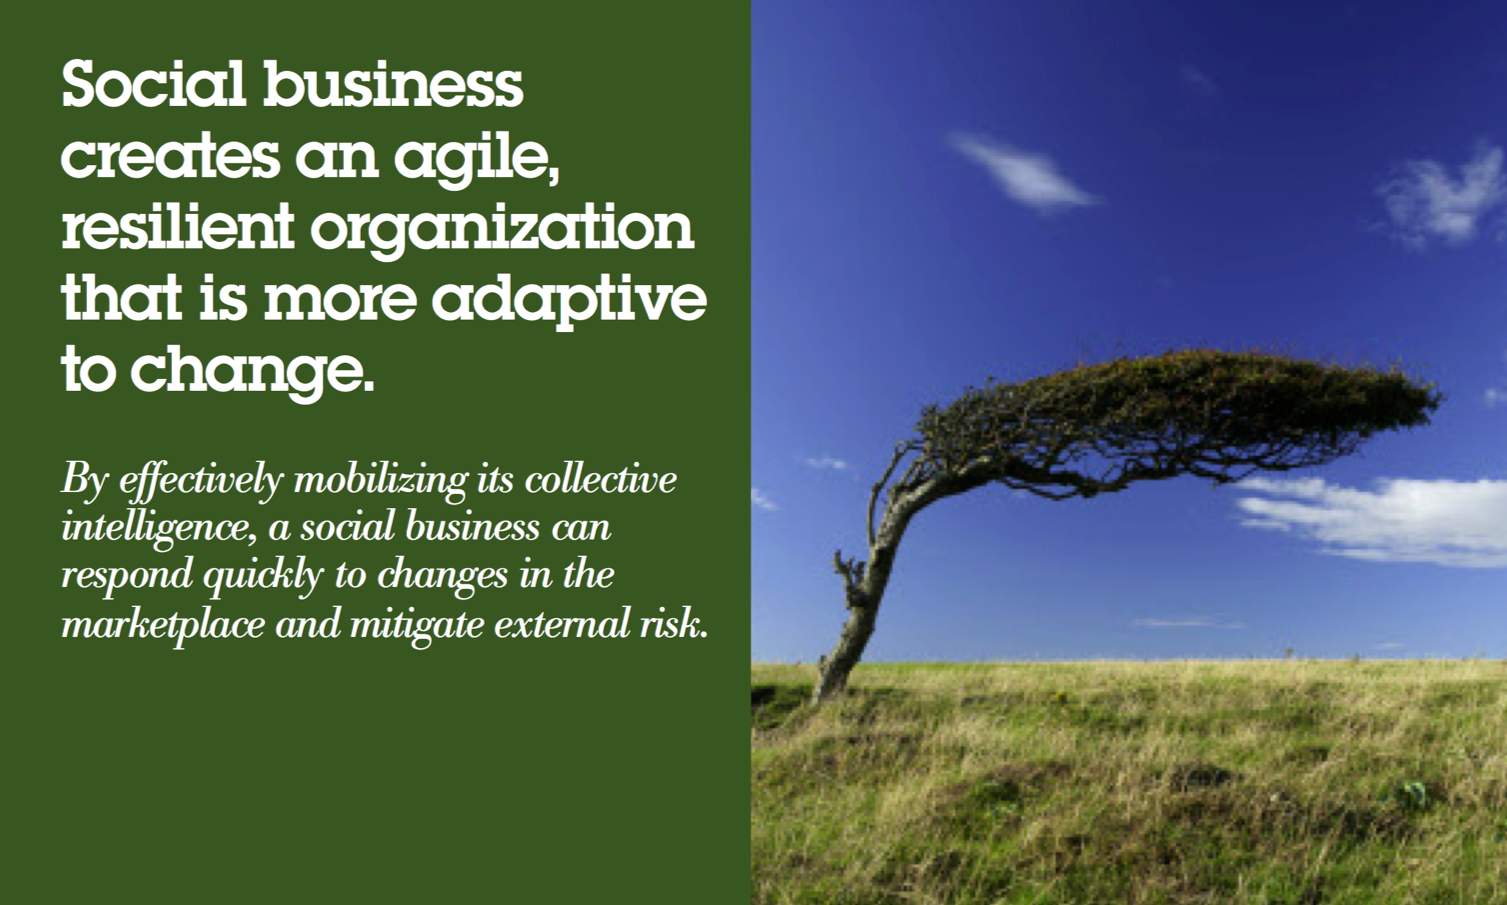 Social business
creates an agile,
resilient organization
that is more adaptive
to change.
By effectively mobilizing its collective
intelligence, a social business can
respond quickly to changes in the
marketplace and mitigate external risk.